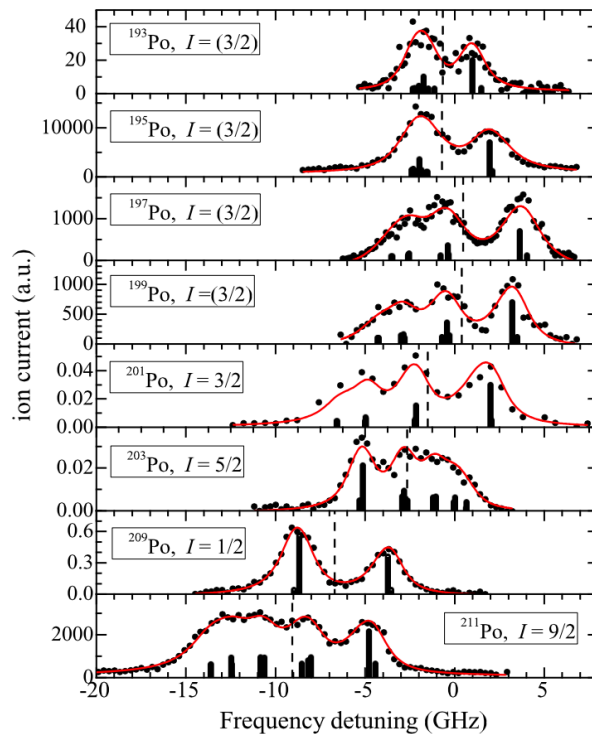 40
20
0
¹⁹³Po, I = (3/2)
10000
0
¹⁹⁵Po, I = (3/2)
1000
0
¹⁹⁷Po, I = (3/2)
1000
500
0
¹⁹⁹Po, I =(3/2)
ion current (a.u.)
0.04
0.02
0.00
²⁰¹Po, I = 3/2
0.02
0.00
²⁰³Po, I = 5/2
0.6
0.3
0.0
²⁰⁹Po, I = 1/2
2000
0
²¹¹Po, I = 9/2
-20 -15 -10 -5 0 5
Frequency detuning (GHz)